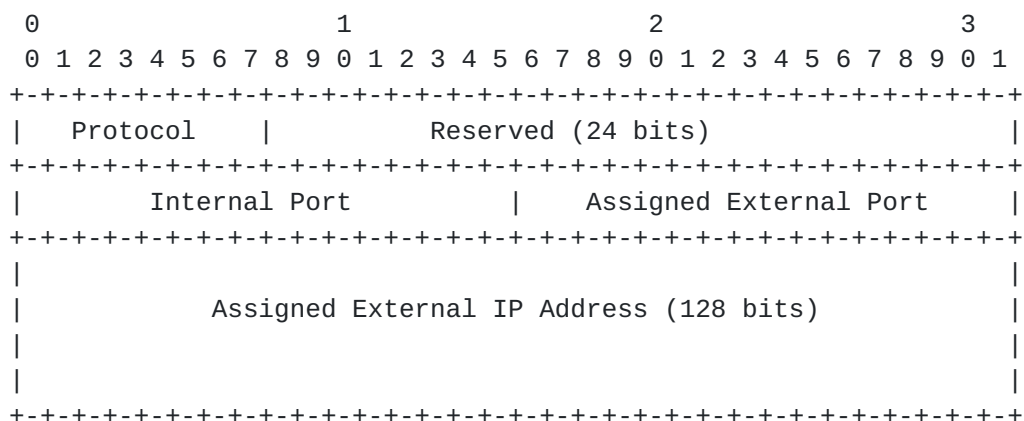 0                   1                   2                   3
 0 1 2 3 4 5 6 7 8 9 0 1 2 3 4 5 6 7 8 9 0 1 2 3 4 5 6 7 8 9 0 1
+-+-+-+-+-+-+-+-+-+-+-+-+-+-+-+-+-+-+-+-+-+-+-+-+-+-+-+-+-+-+-+-+
|   Protocol    |          Reserved (24 bits)                   |
+-+-+-+-+-+-+-+-+-+-+-+-+-+-+-+-+-+-+-+-+-+-+-+-+-+-+-+-+-+-+-+-+
|        Internal Port          |    Assigned External Port     |
+-+-+-+-+-+-+-+-+-+-+-+-+-+-+-+-+-+-+-+-+-+-+-+-+-+-+-+-+-+-+-+-+
|                                                               |
|            Assigned External IP Address (128 bits)            |
|                                                               |
|                                                               |
+-+-+-+-+-+-+-+-+-+-+-+-+-+-+-+-+-+-+-+-+-+-+-+-+-+-+-+-+-+-+-+-+